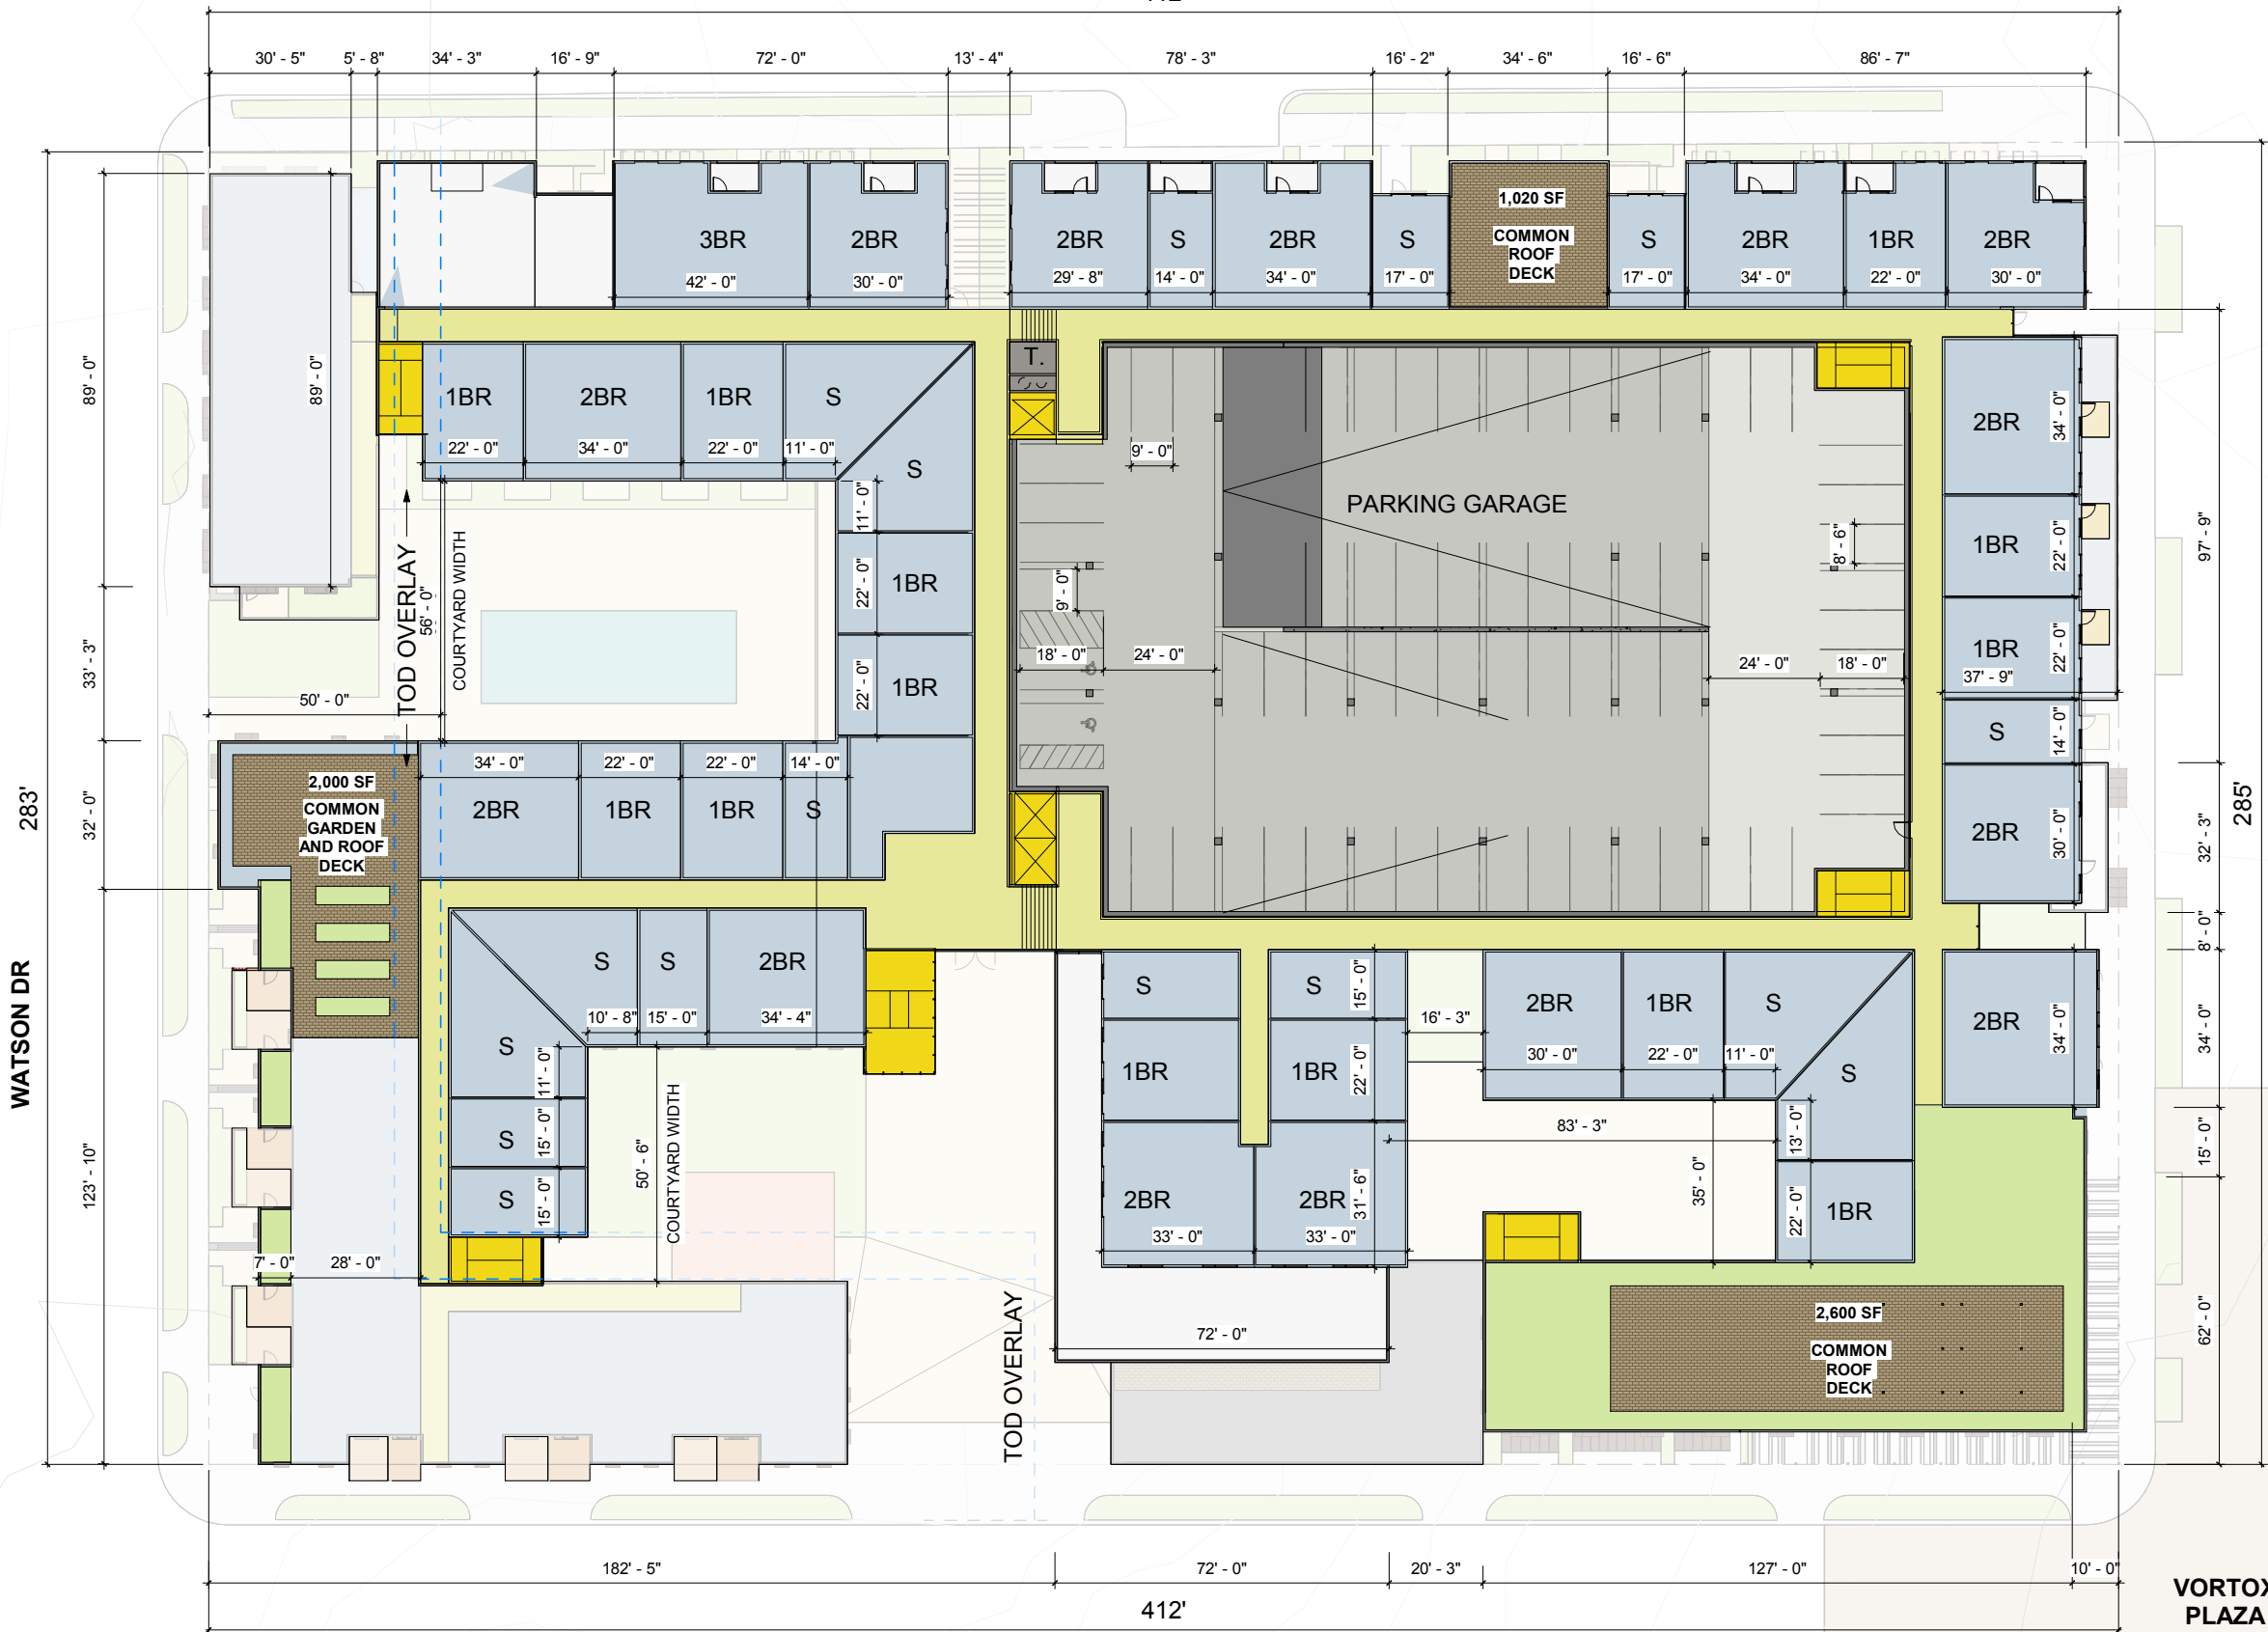 30' - 5" 5' - 8" 34' - 3" 16' - 9" 72' - 0" 13' - 4" 78' - 3" 16' - 2" 34' - 6" 16' - 6" 86' - 7"
3BR 2BR 2BR S 2BR S S 2BR 1BR 2BR
42' - 0" 30' - 0" 29' - 8" 14' - 0" 34' - 0" 17' - 0" 17' - 0" 34' - 0" 22' - 0" 30' - 0"
1,020 SF
COMMON
ROOF
DECK
89' - 0"
89' - 0"
33' - 3"
32' - 0"
123' - 10"
283'
WATSON DR
1BR 2BR 1BR S
22' - 0" 34' - 0" 22' - 0" 11' - 0"
S
11' - 0"
1BR
22' - 0"
1BR
22' - 0"
TOD OVERLAY
56' - 0"
COURTYARD WIDTH
50' - 0"
T.
9' - 0"
PARKING GARAGE
8' - 6"
9' - 0"
18' - 0" 24' - 0"
24' - 0" 18' - 0"
2BR
34' - 0"
1BR
22' - 0"
1BR
22' - 0"
37' - 9"
S
14' - 0"
2BR
30' - 0"
2BR
34' - 0"
97' - 9"
32' - 3"
8' - 0"
34' - 0"
15' - 0"
62' - 0"
285'
2,000 SF
COMMON
GARDEN
AND ROOF
DECK
34' - 0" 22' - 0" 22' - 0" 14' - 0"
2BR 1BR 1BR S
S S 2BR
10' - 8" 15' - 0" 34' - 4"
S
11' - 0"
S
15' - 0"
S
15' - 0"
50' - 6"
COURTYARD WIDTH
7' - 0" 28' - 0"
S S
15' - 0"
1BR 1BR
22' - 0"
2BR 2BR
31' - 6"
33' - 0" 33' - 0"
72' - 0"
TOD OVERLAY
16' - 3"
2BR 1BR S
30' - 0" 22' - 0" 11' - 0"
S
83' - 3"
13' - 0"
35' - 0"
1BR
22' - 0"
2,600 SF
COMMON
ROOF
DECK
182' - 5" 72' - 0" 20' - 3" 127' - 0" 10' - 0"
412'
VORTOX
PLAZA